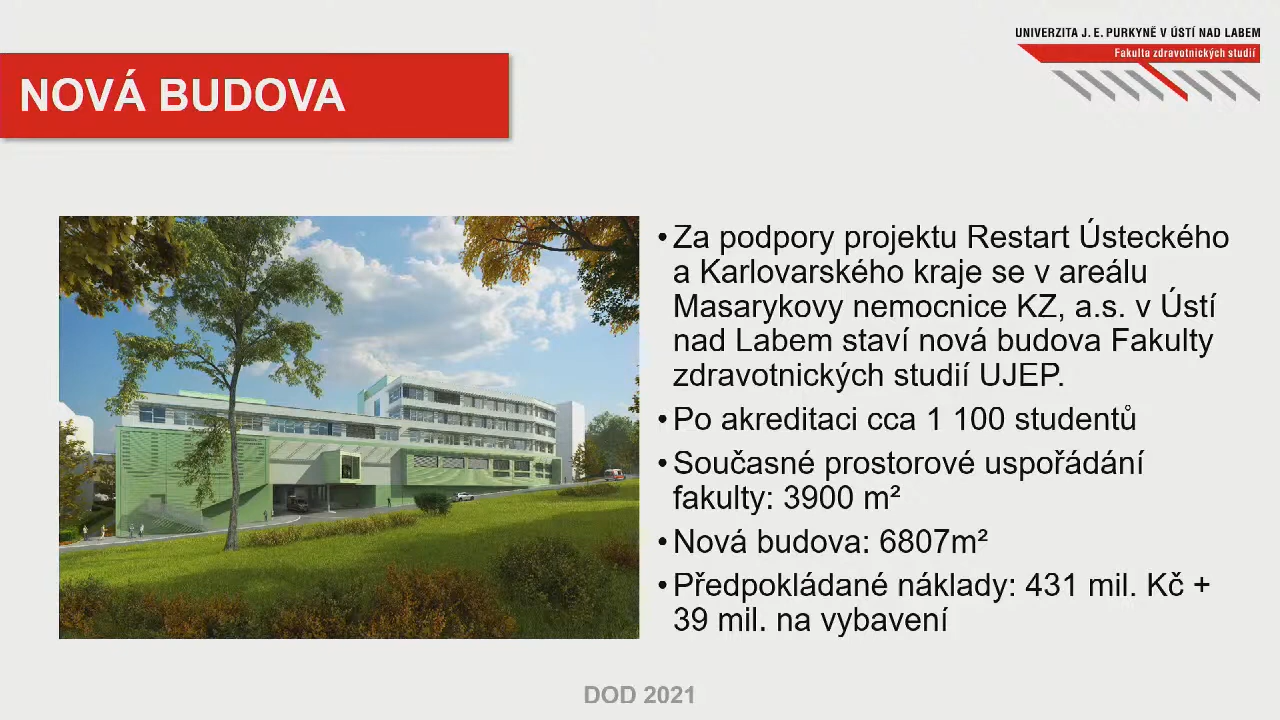 UNIVERZITA J. E. PURKYNĚ V ÚSTÍ NAD LABEM
Fakulta zdravotnických studií
NOVÁ BUDOVA
• Za podpory projektu Restart Ústeckého
a Karlovarského kraje se v areálu
Masarykovy nemocnice KZ, a.s. v Ústí
nad Labem staví nová budova Fakulty
zdravotnických studií UJEP.
• Po akreditaci cca 1 100 studentů
• Současné prostorové uspořádání
fakulty: 3900 m²
• Nová budova: 6807m²
• Předpokládané náklady: 431 mil. Kč +
39 mil. na vybavení
DOD 2021